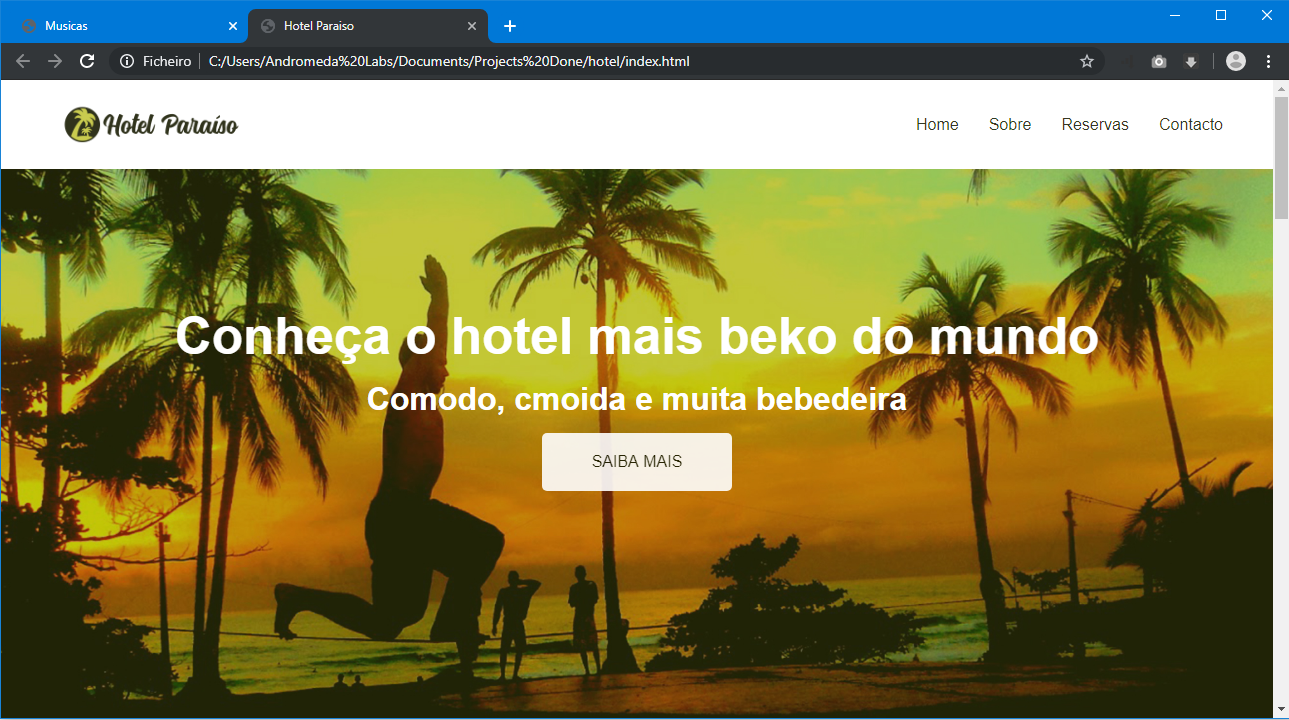 Musicas
Hotel Paraiso
Ficheiro
C:/Users/Andromeda%20Labs/Documents/Projects%20Done/hotel/index.html
Hotel Paraíso
Home Sobre Reservas Contacto
Conheça o hotel mais beko do mundo
Comodo, cmoida e muita bebedeira
SAIBA MAIS